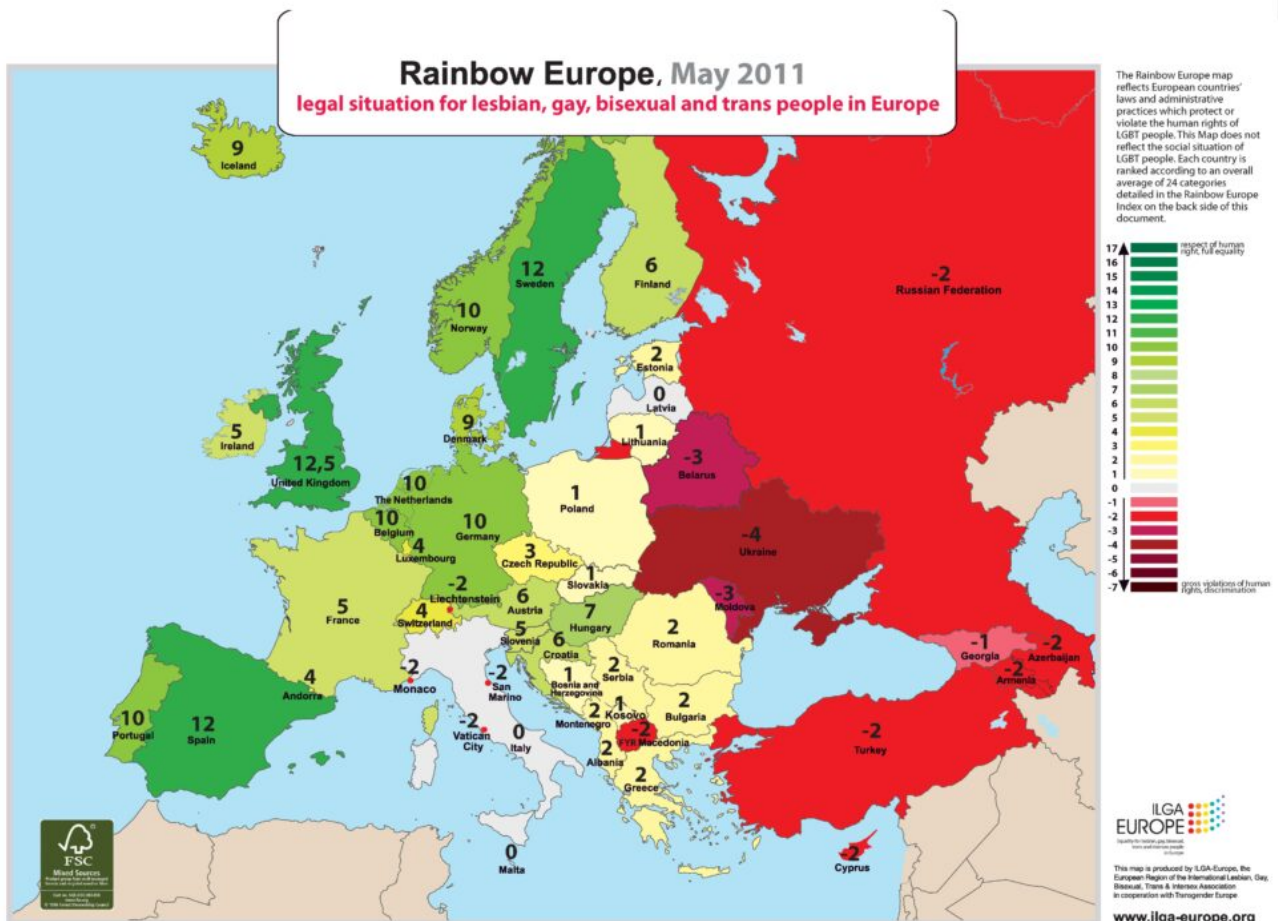 Rainbow Europe, May 2011
legal situation for lesbian, gay, bisexual and trans people in Europe
The Rainbow Europe map
reflects European countries'
laws and administrative
practices which protect or
violate the human rights of
LGBT people. This Map does not
reflect the social situation of
LGBT people. Each country is
ranked according to an overall
average of 24 categories
detailed in the Rainbow Europe
Index on the back side of this
document.
17
respect of human
right, full equality
16
15
14
13
12
11
10
9
8
7
6
5
4
3
2
1
0
-1
-2
-3
-4
-5
-6
-7
gross violations of human
rights, discrimination
9
Iceland
12
Sweden
6
Finland
-2
Russian Federation
10
Norway
2
Estonia
0
Latvia
1
Lithuania
9
Denmark
5
Ireland
12,5
United Kingdom
-3
Belarus
10
The Netherlands
10
Belgium
10
Germany
1
Poland
-4
Ukraine
4
Luxembourg
3
Czech Republic
1
Slovakia
-2
Liechtenstein
4
Switzerland
6
Austria
7
Hungary
-3
Moldova
5
France
5
Slovenia
6
Croatia
2
Romania
-1
Georgia
-2
Azerbaijan
-2
Armenia
4
Andorra
-2
Monaco
-2
San
Marino
1
Bosnia and
Herzegovina
2
Serbia
2
Montenegro
1
Kosovo
2
Bulgaria
10
Portugal
12
Spain
-2
Vatican
City
0
Italy
-2
FYR Macedonia
2
Albania
2
Greece
-2
Turkey
0
Malta
-2
Cyprus
FSC
Mixed Sources
ILGA
EUROPE
This map is produced by ILGA-Europe, the
European Region of the International Lesbian, Gay,
Bisexual, Trans & Intersex Association
in cooperation with Transgender Europe
www.ilga-europe.org